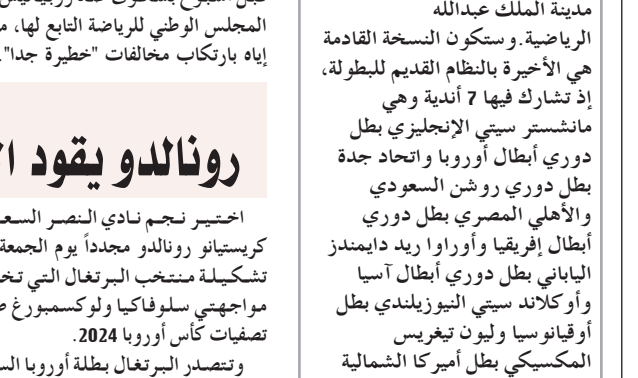 مدينة الملك عبدالله
الرياضية.وستكون النسخة القادمة
هي الأخيرة بالنظام القديم للبطولة،
إذ تشارك فيها 7 أندية وهي
مانشستر سيتي الإنجليزي بطل
دوري أبطال أوروبا واتحاد جدة
بطل دوري روشن السعودي
والأهلي المصري بطل دوري
أبطال إفريقيا وأوراوا ريد دايمندز
الياباني بطل دوري أبطال آسيا
وأوكلاند سيتي النيوزيلندي بطل
أوقيانوسيا وليون تيغريس
المكسيكي بطل أميركا الشمالية
المجلس الوطني للرياضة التابع لها،
إياه بارتكاب مخالفات "خطيرة جدا"
رونالدو يقود
اختير نجم نادي النصر
كريستيانو رونالدو مجدداً يوم الجمعة
تشكيلة منتخب البرتغال التي
مواجهتي سلوفاكيا ولوكسمبورغ
تصفيات كأس أوروبا 2024.
وتتصدر البرتغال بطلة أوروبا